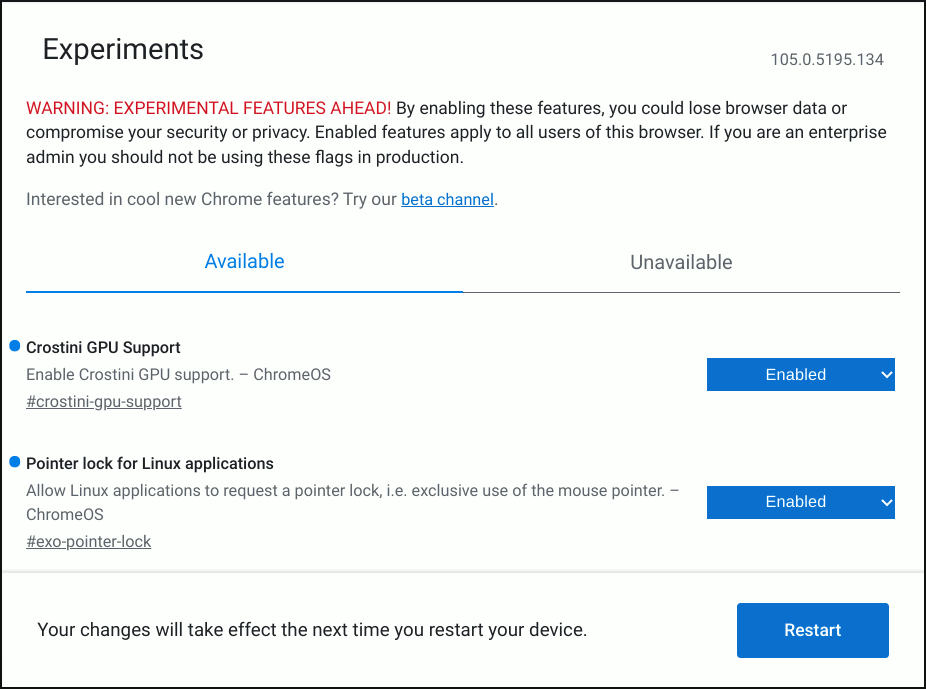 Experiments
105.0.5195.134
WARNING: EXPERIMENTAL FEATURES AHEAD! By enabling these features, you could lose browser data or
compromise your security or privacy. Enabled features apply to all users of this browser. If you are an enterprise
admin you should not be using these flags in production.
Interested in cool new Chrome features? Try our beta channel.
Available
Unavailable
Crostini GPU Support
Enable Crostini GPU support. – ChromeOS
#crostini-gpu-support
Enabled
Pointer lock for Linux applications
Allow Linux applications to request a pointer lock, i.e. exclusive use of the mouse pointer. –
ChromeOS
#exo-pointer-lock
Enabled
Your changes will take effect the next time you restart your device.
Restart